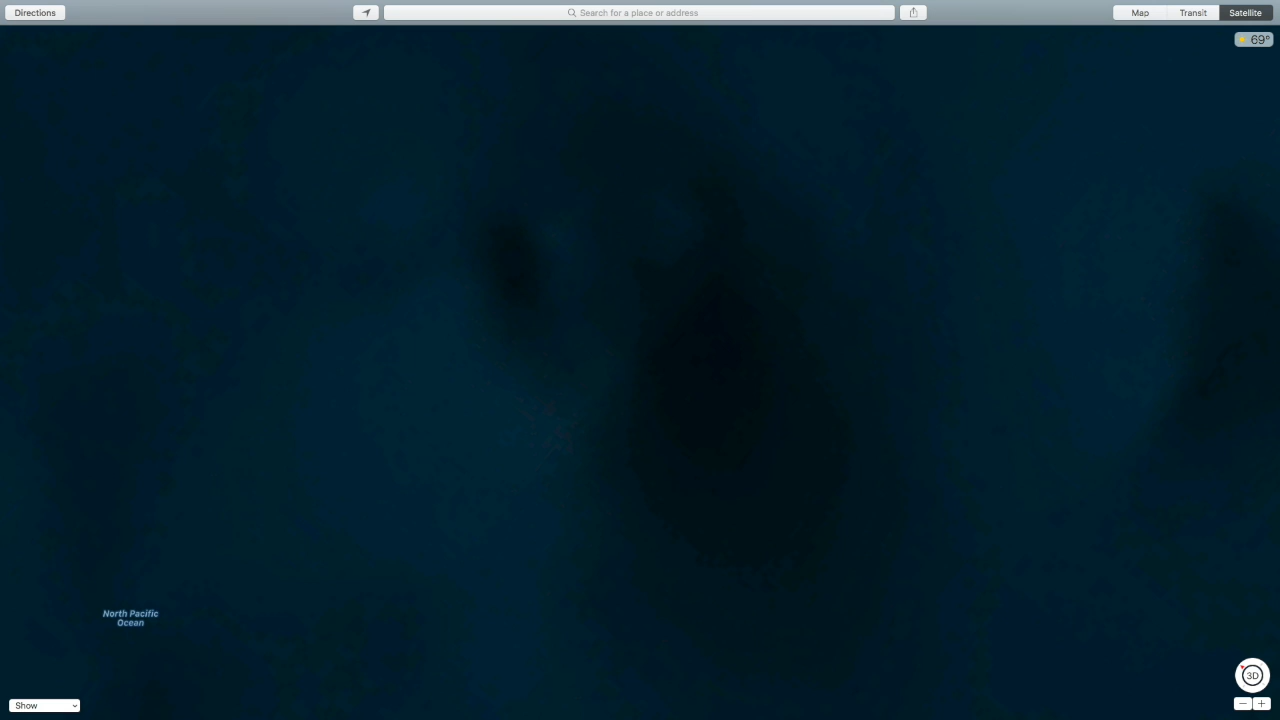 Directions
Search for a place or address
Map
Transit
Satellite
69°
North Pacific
Ocean
3D
Show